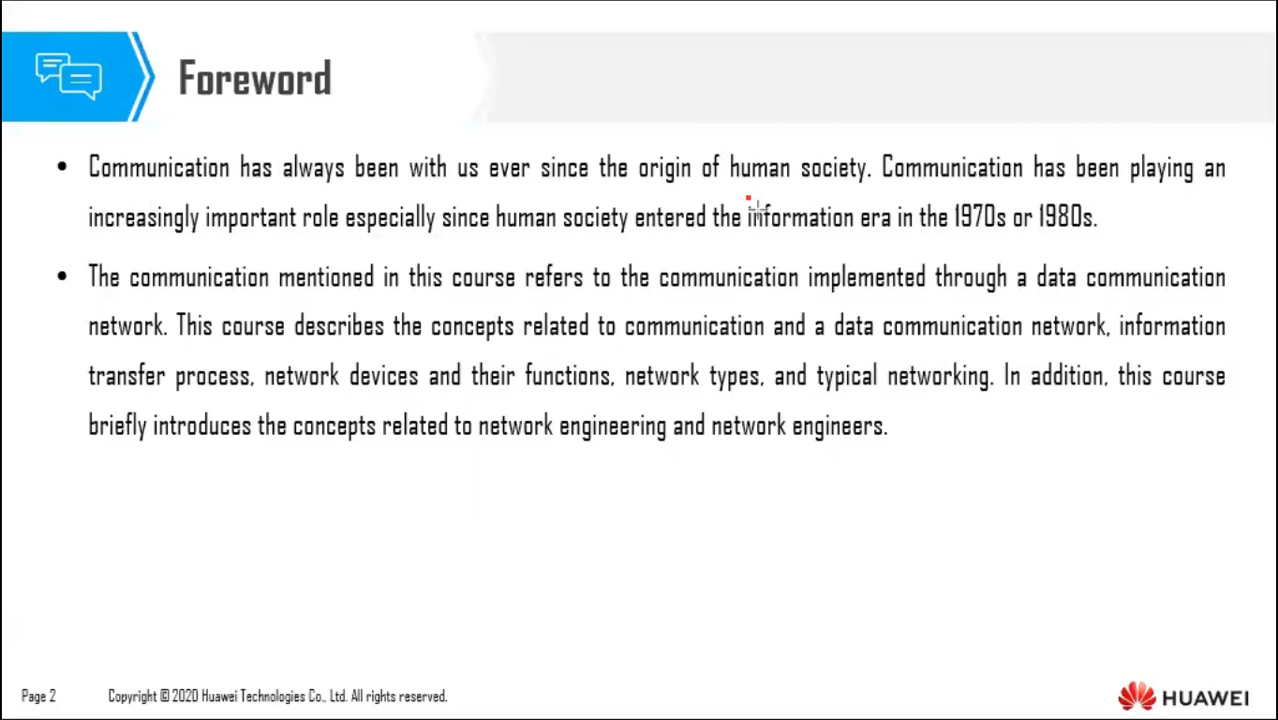 Foreword
• Communication has always been with us ever since the origin of human society. Communication has been playing an
increasingly important role especially since human society entered the information era in the 1970s or 1980s.
• The communication mentioned in this course refers to the communication implemented through a data communication
network. This course describes the concepts related to communication and a data communication network, information
transfer process, network devices and their functions, network types, and typical networking. In addition, this course
briefly introduces the concepts related to network engineering and network engineers.
Page 2 Copyright © 2020 Huawei Technologies Co., Ltd. All rights reserved.
HUAWEI